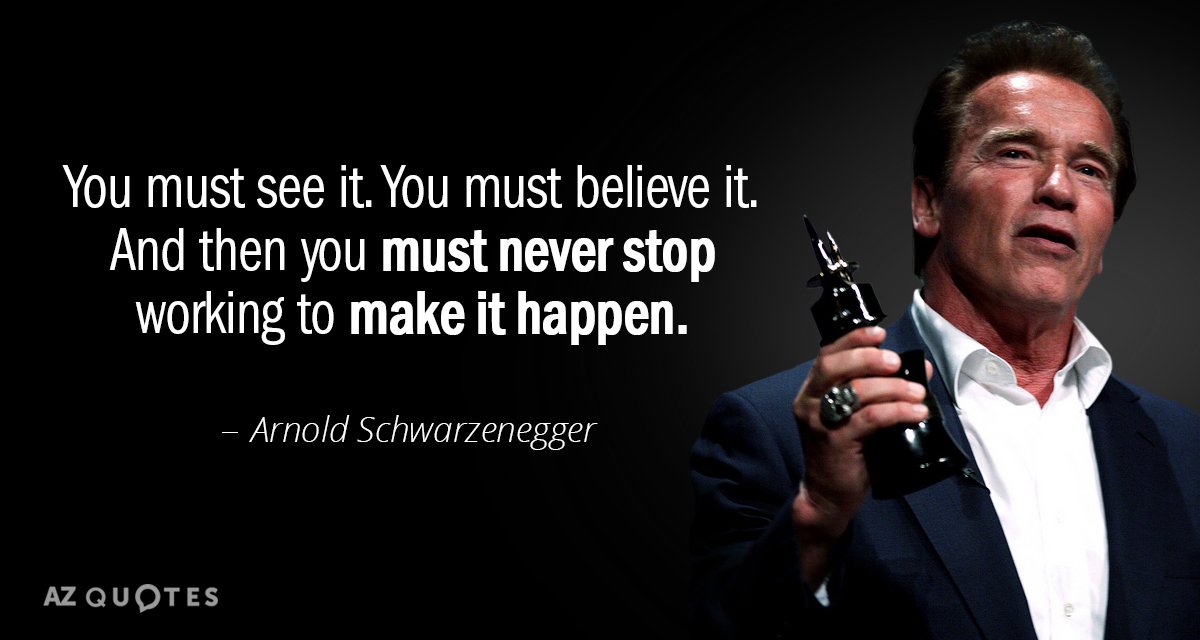 You must see it. You must believe it.
And then you must never stop
working to make it happen.
– Arnold Schwarzenegger
AZ QUOTES